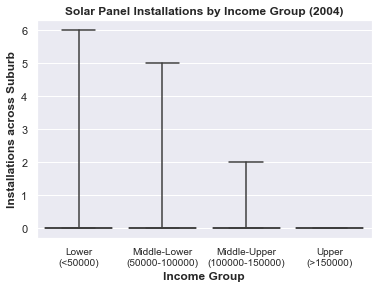 Solar Panel Installations by Income Group (2004)
Installations across Suburb
6
5
4
3
2
1
0
Lower Middle-Lower Middle-Upper Upper
(<50000) (50000-100000) (100000-150000) (>150000)
Income Group